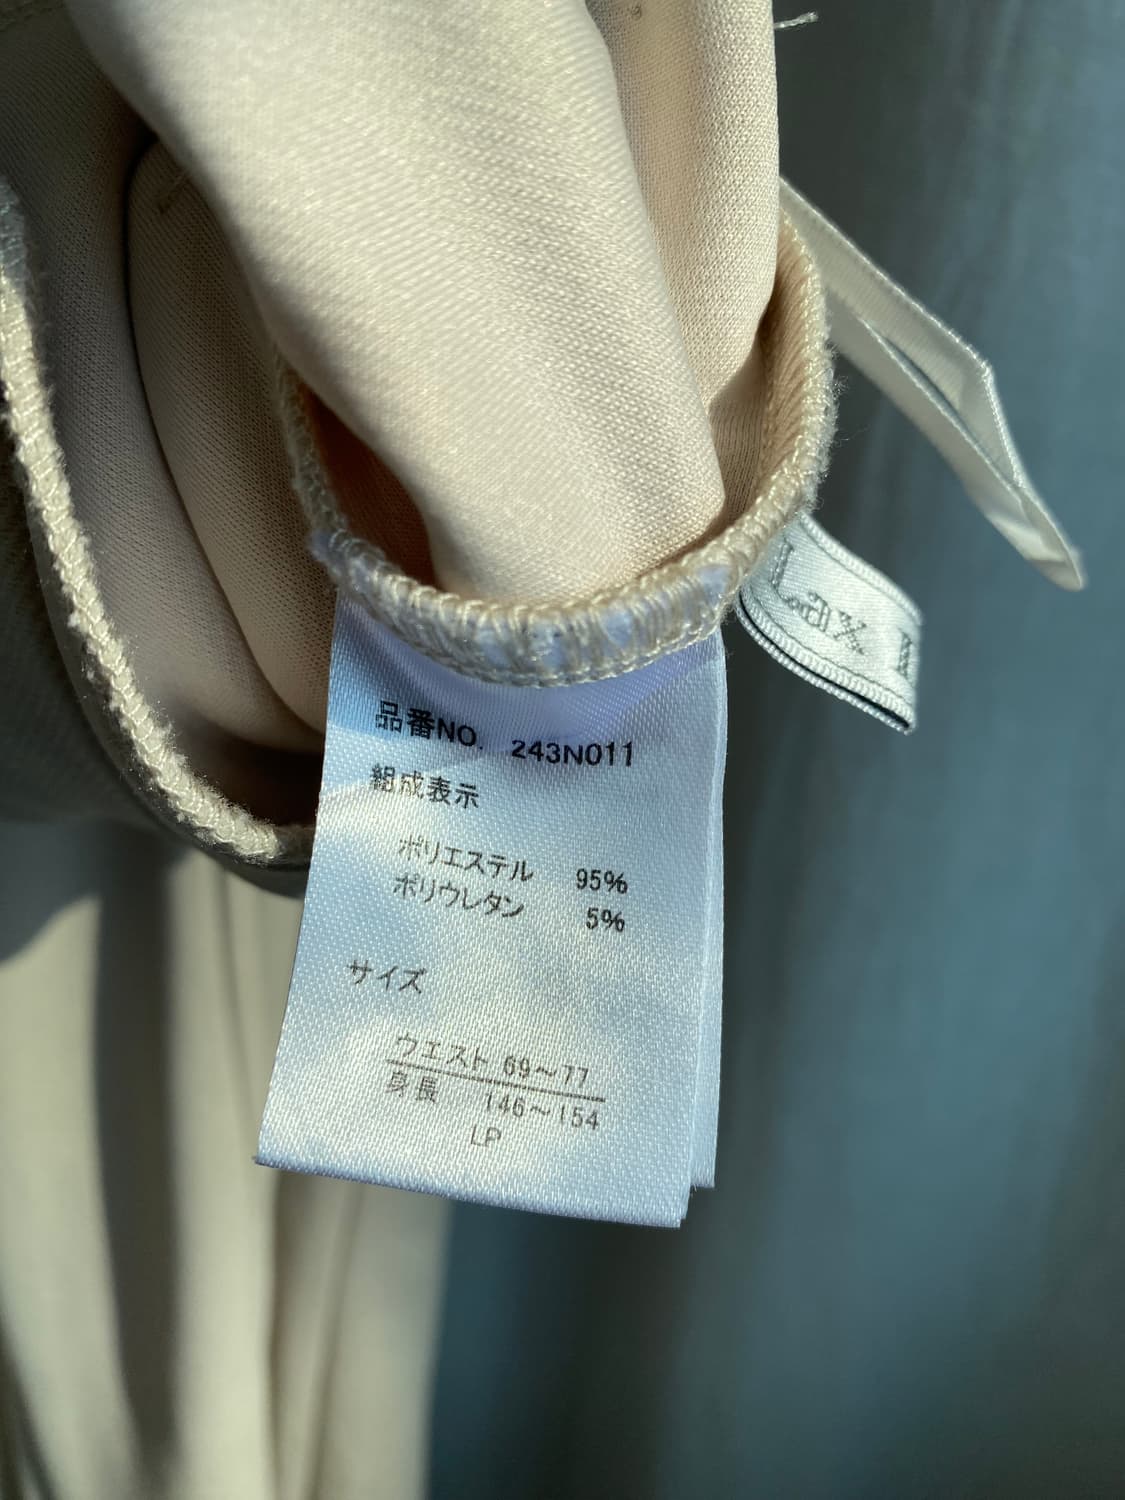 品番NO. 243N011
組成表示
ポリエステル 95%
ポリウレタン 5%
サイズ
ウエスト 69～77
身長 146～154
LP
Lax